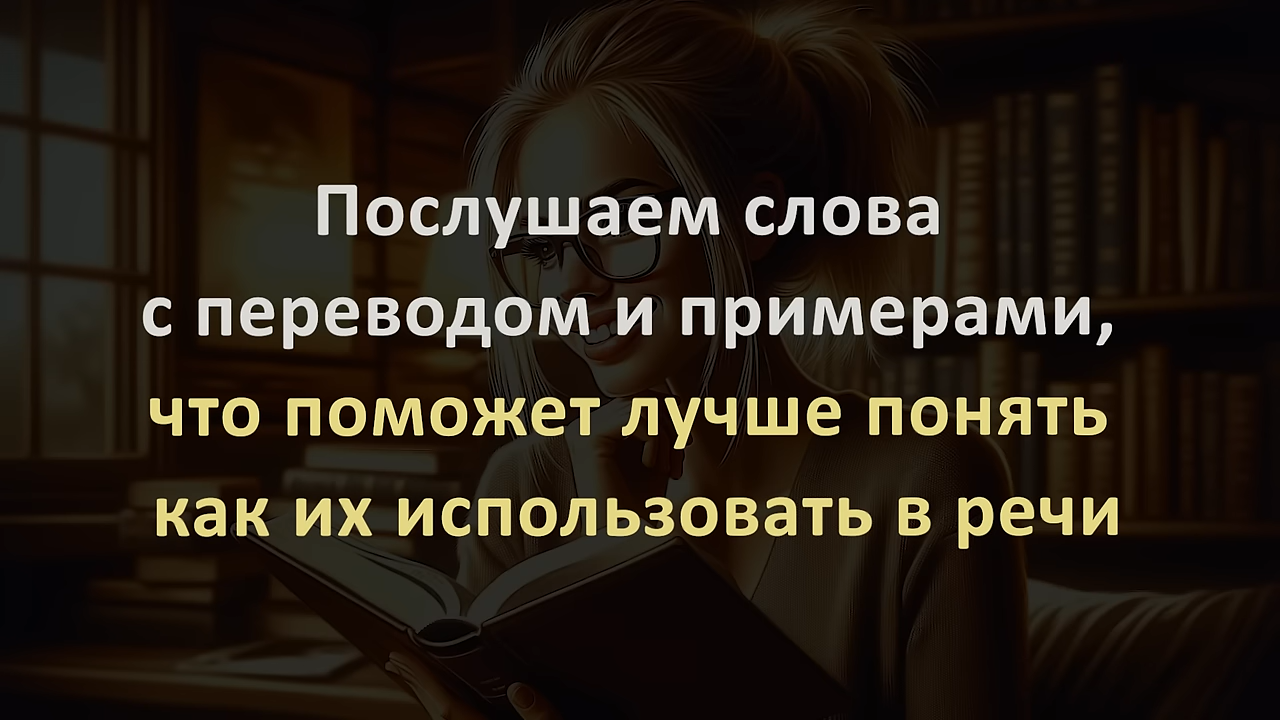 Послушаем слова
с переводом и примерами,
что поможет лучше понять
как их использовать в речи